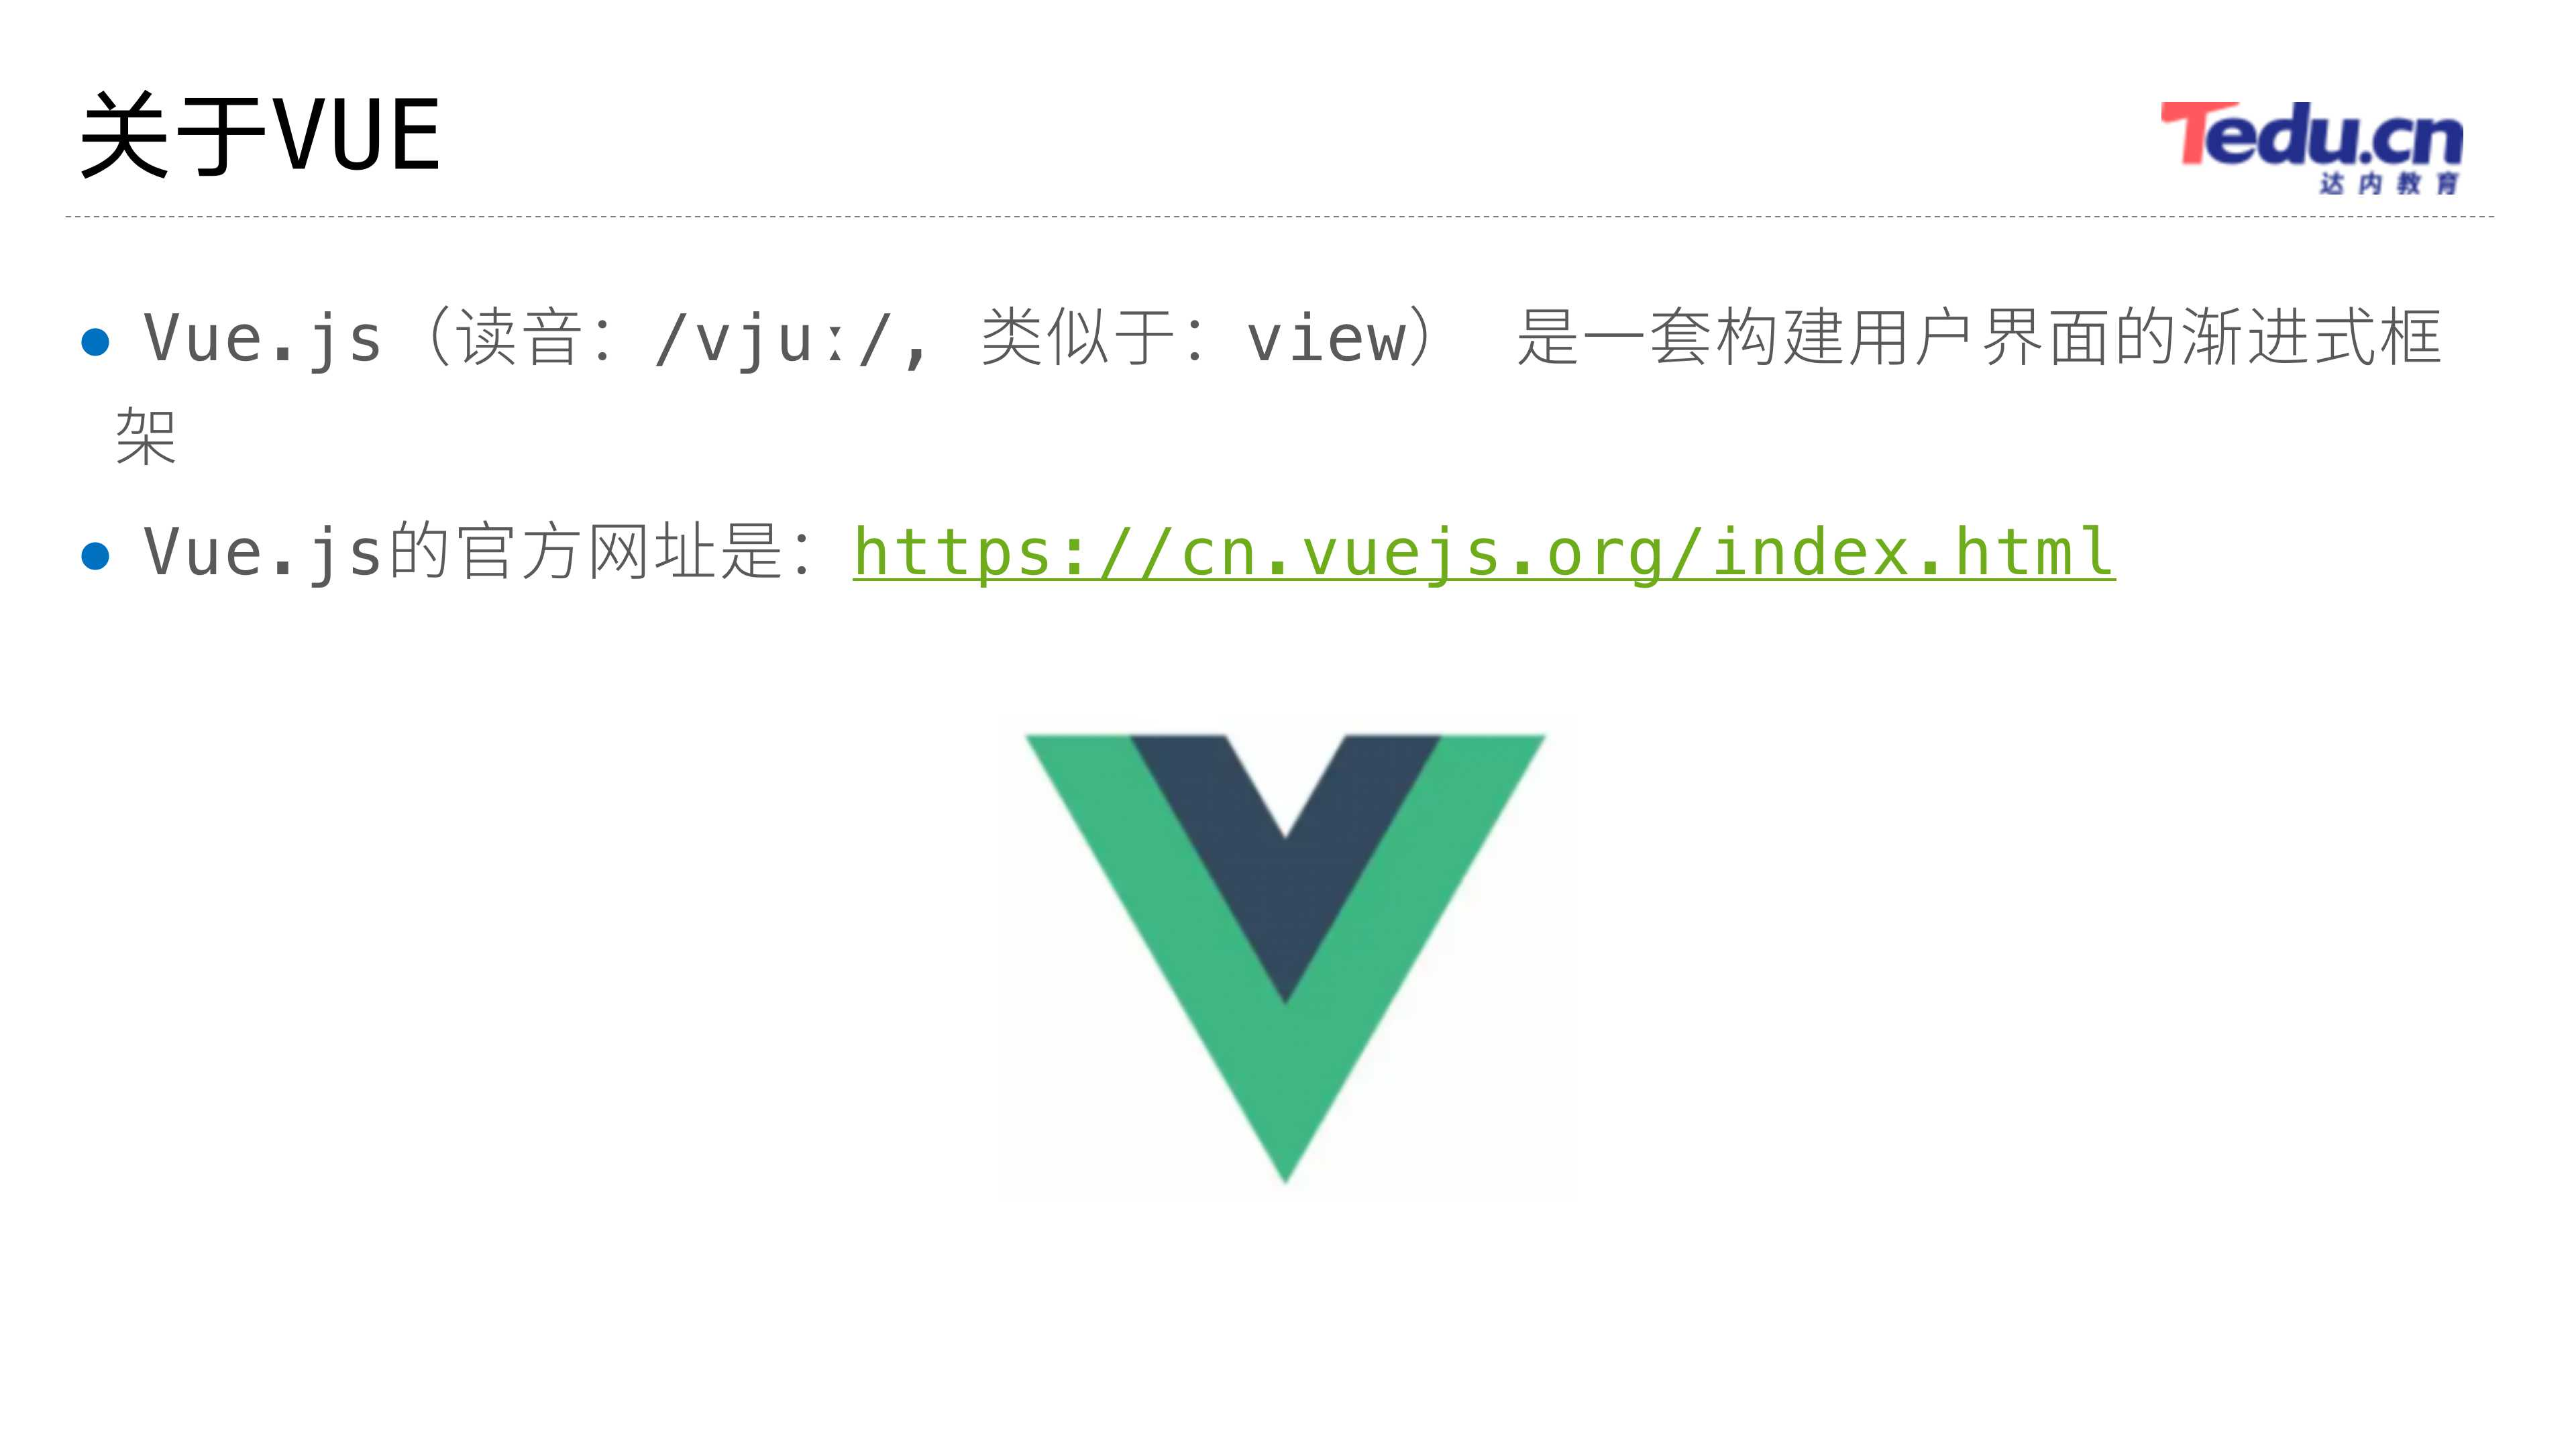 关于VUE
Tedu.cn
达内教育
● Vue.js（读音：/vjuː/, 类似于：view） 是一套构建用户界面的渐进式框
架
● Vue.js的官方网址是：https://cn.vuejs.org/index.html